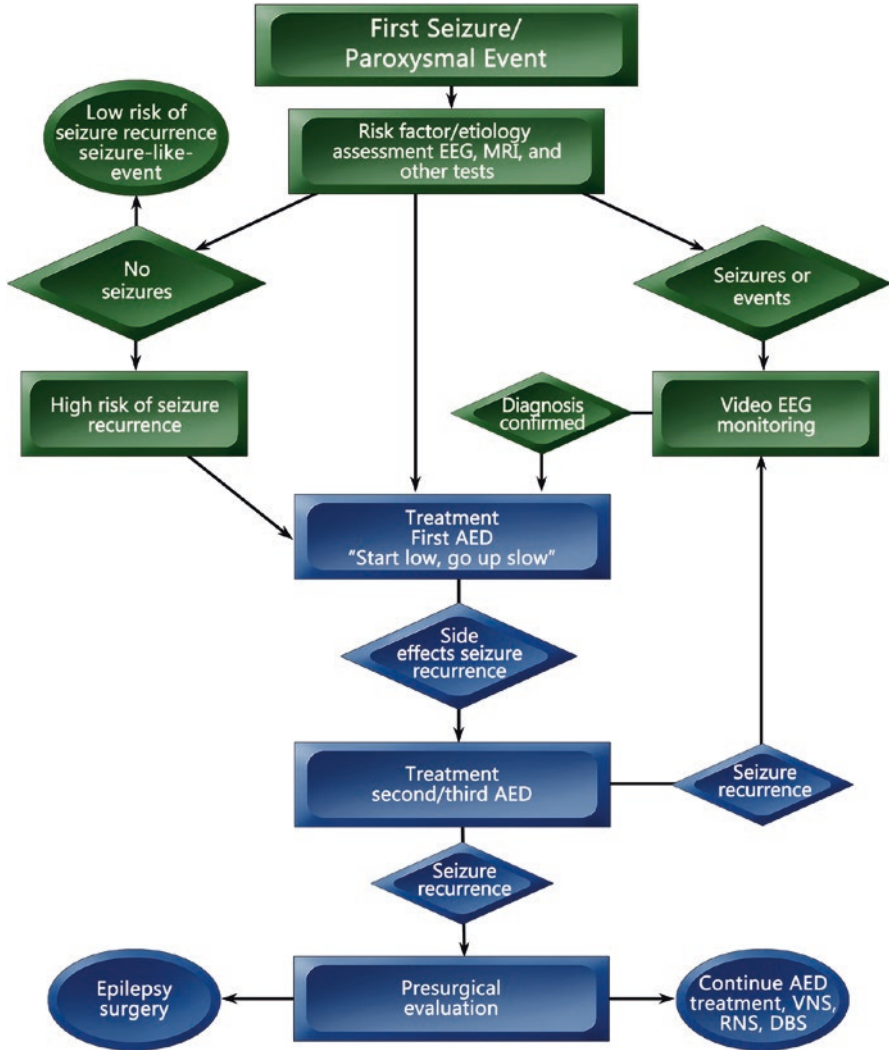 First Seizure/
Paroxysmal Event
Low risk of
seizure recurrence
seizure-like-
event
Risk factor/etiology
assessment EEG, MRI, and
other tests
No
seizures
Seizures or
events
High risk of seizure
recurrence
Diagnosis
confirmed
Video EEG
monitoring
Treatment
First AED
"Start low, go up slow"
Side
effects seizure
recurrence
Treatment
second/third AED
Seizure
recurrence
Seizure
recurrence
Epilepsy
surgery
Presurgical
evaluation
Continue AED
treatment, VNS,
RNS, DBS